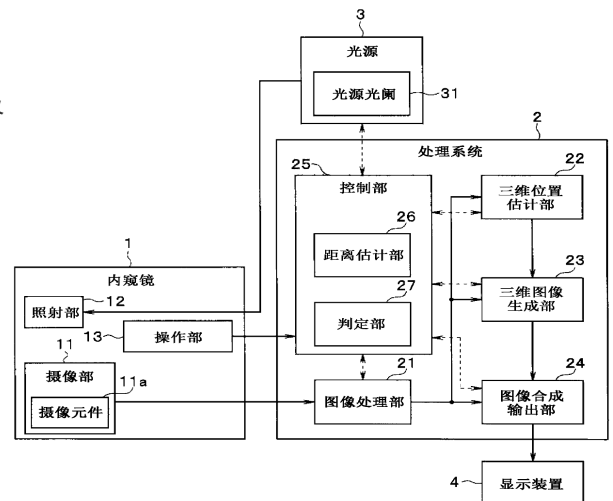 3
光源
光源光阑
31
2
处理系统
25
控制部
22
三维位置
估计部
26
距离估计部
1
内窥镜
23
三维图像
生成部
12
照射部
27
判定部
13
操作部
11
摄像部
11a
摄像元件
21
图像处理部
24
图像合成
输出部
4
显示装置